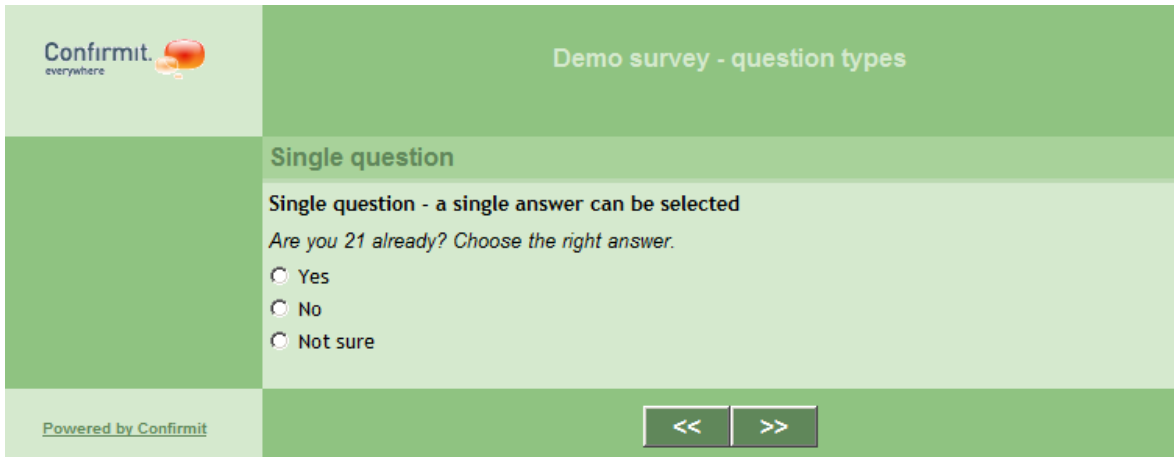 Confirmit.
everywhere
Demo survey - question types
Single question
Single question - a single answer can be selected
Are you 21 already? Choose the right answer.
Yes
No
Not sure
Powered by Confirmit
<< >>